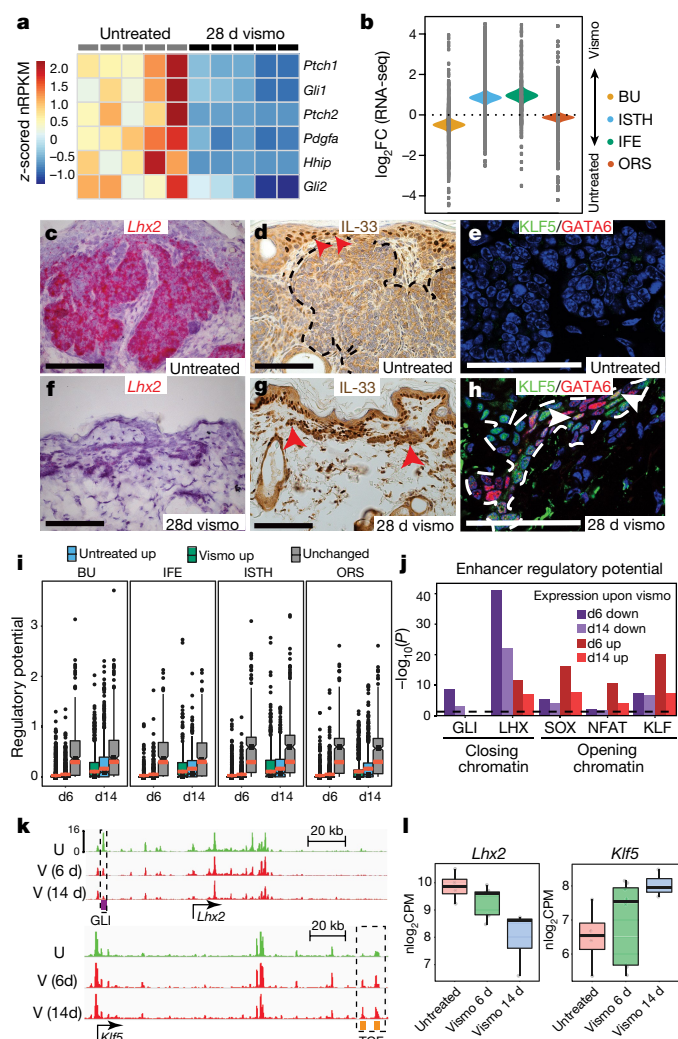 a
Untreated 28 d vismo
z-scored nRPKM
2.0
1.5
1.0
0.5
0
−0.5
−1.0
Ptch1
Gli1
Ptch2
Pdgfa
Hhip
Gli2
b
log2FC (RNA-seq)
4
2
0
−2
−4
Vismo
Untreated
BU
ISTH
IFE
ORS
c
Lhx2
Untreated
d
IL-33
Untreated
e
KLF5/GATA6
Untreated
f
Lhx2
28d vismo
g
IL-33
28 d vismo
h
KLF5/GATA6
28 d vismo
i
Untreated up Vismo up Unchanged
BU IFE ISTH ORS
Regulatory potential
3
2
1
0
d6 d14 d6 d14 d6 d14 d6 d14
j
Enhancer regulatory potential
−log10(P)
40
30
20
10
0
Expression upon vismo
d6 down
d14 down
d6 up
d14 up
GLI LHX SOX NFAT KLF
Closing chromatin
Opening chromatin
k
16
0
20 kb
U
V (6 d)
V (14 d)
GLI
Lhx2
20 kb
U
V (6d)
V (14d)
Klf5
l
Lhx2
nlog2CPM
10
9
8
7
Untreated
Vismo 6 d
Vismo 14 d
Klf5
nlog2CPM
8
7
6
Untreated
Vismo 6 d
Vismo 14 d